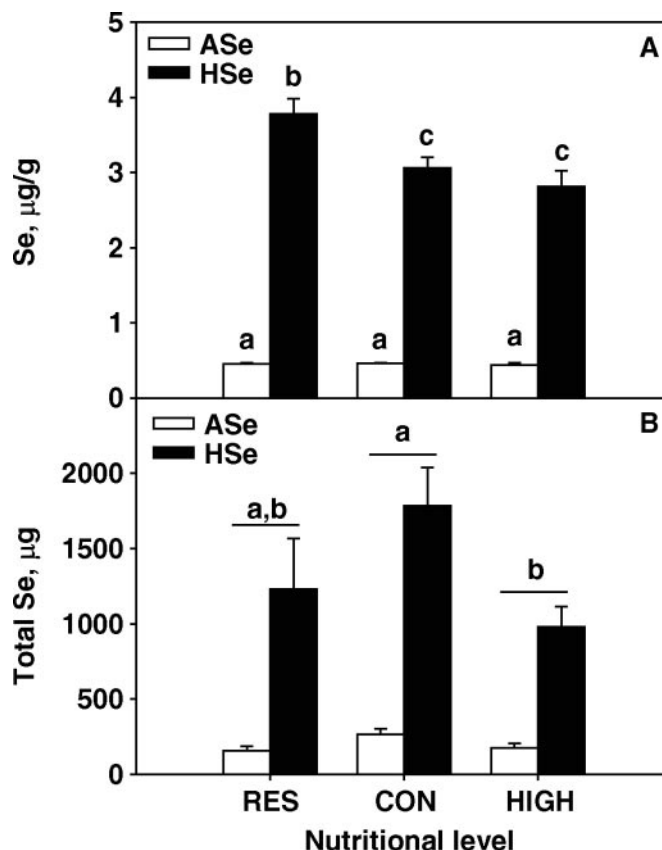 5
ASe
A
HSe
b
4
c
c
3
Se, μg/g
2
1
a
a
a
0
ASe
B
HSe
a
2000
a,b
1500
b
Total Se, μg
1000
500
0
RES CON HIGH
Nutritional level